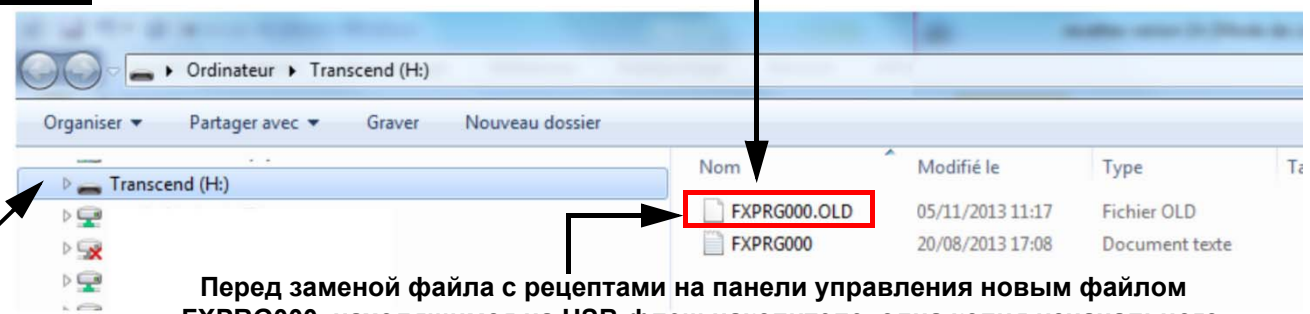 Ordinateur Transcend (H:)
Organiser Partager avec Graver Nouveau dossier
Nom Modifié le Type
Transcend (H:)
FXPRG000.OLD 05/11/2013 11:17 Fichier OLD
FXPRG000 20/08/2013 17:08 Document texte
Перед заменой файла с рецептами на панели управления новым файлом